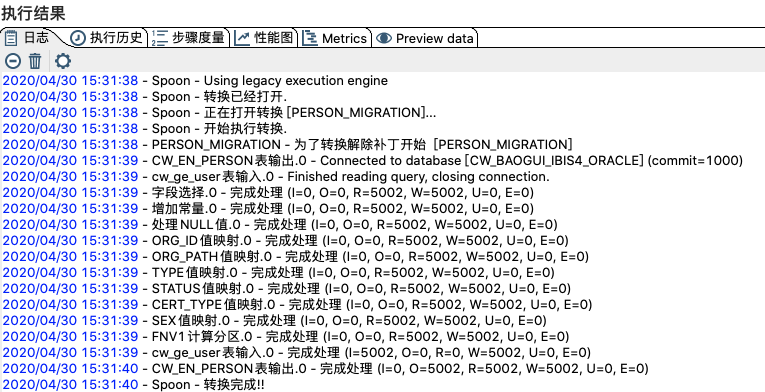 执行结果
日志 执行历史 步骤度量 性能图 Metrics Preview data
2020/04/30 15:31:38 - Spoon - Using legacy execution engine
2020/04/30 15:31:38 - Spoon - 转换已经打开.
2020/04/30 15:31:38 - Spoon - 正在打开转换 [PERSON_MIGRATION]...
2020/04/30 15:31:38 - Spoon - 开始执行转换.
2020/04/30 15:31:38 - PERSON_MIGRATION - 为了转换解除补丁开始  [PERSON_MIGRATION]
2020/04/30 15:31:39 - CW_EN_PERSON表输出.0 - Connected to database [CW_BAOGUI_IBIS4_ORACLE] (commit=1000)
2020/04/30 15:31:39 - cw_ge_user表输入.0 - Finished reading query, closing connection.
2020/04/30 15:31:39 - 字段选择.0 - 完成处理 (I=0, O=0, R=5002, W=5002, U=0, E=0)
2020/04/30 15:31:39 - 增加常量.0 - 完成处理 (I=0, O=0, R=5002, W=5002, U=0, E=0)
2020/04/30 15:31:39 - 处理NULL值.0 - 完成处理 (I=0, O=0, R=5002, W=5002, U=0, E=0)
2020/04/30 15:31:39 - ORG_ID值映射.0 - 完成处理 (I=0, O=0, R=5002, W=5002, U=0, E=0)
2020/04/30 15:31:39 - ORG_PATH值映射.0 - 完成处理 (I=0, O=0, R=5002, W=5002, U=0, E=0)
2020/04/30 15:31:39 - TYPE值映射.0 - 完成处理 (I=0, O=0, R=5002, W=5002, U=0, E=0)
2020/04/30 15:31:39 - STATUS值映射.0 - 完成处理 (I=0, O=0, R=5002, W=5002, U=0, E=0)
2020/04/30 15:31:39 - CERT_TYPE值映射.0 - 完成处理 (I=0, O=0, R=5002, W=5002, U=0, E=0)
2020/04/30 15:31:39 - SEX值映射.0 - 完成处理 (I=0, O=0, R=5002, W=5002, U=0, E=0)
2020/04/30 15:31:39 - FNV1计算分区.0 - 完成处理 (I=0, O=0, R=5002, W=5002, U=0, E=0)
2020/04/30 15:31:39 - cw_ge_user表输入.0 - 完成处理 (I=5002, O=0, R=0, W=5002, U=0, E=0)
2020/04/30 15:31:40 - CW_EN_PERSON表输出.0 - 完成处理 (I=0, O=5002, R=5002, W=5002, U=0, E=0)
2020/04/30 15:31:40 - Spoon - 转换完成!!